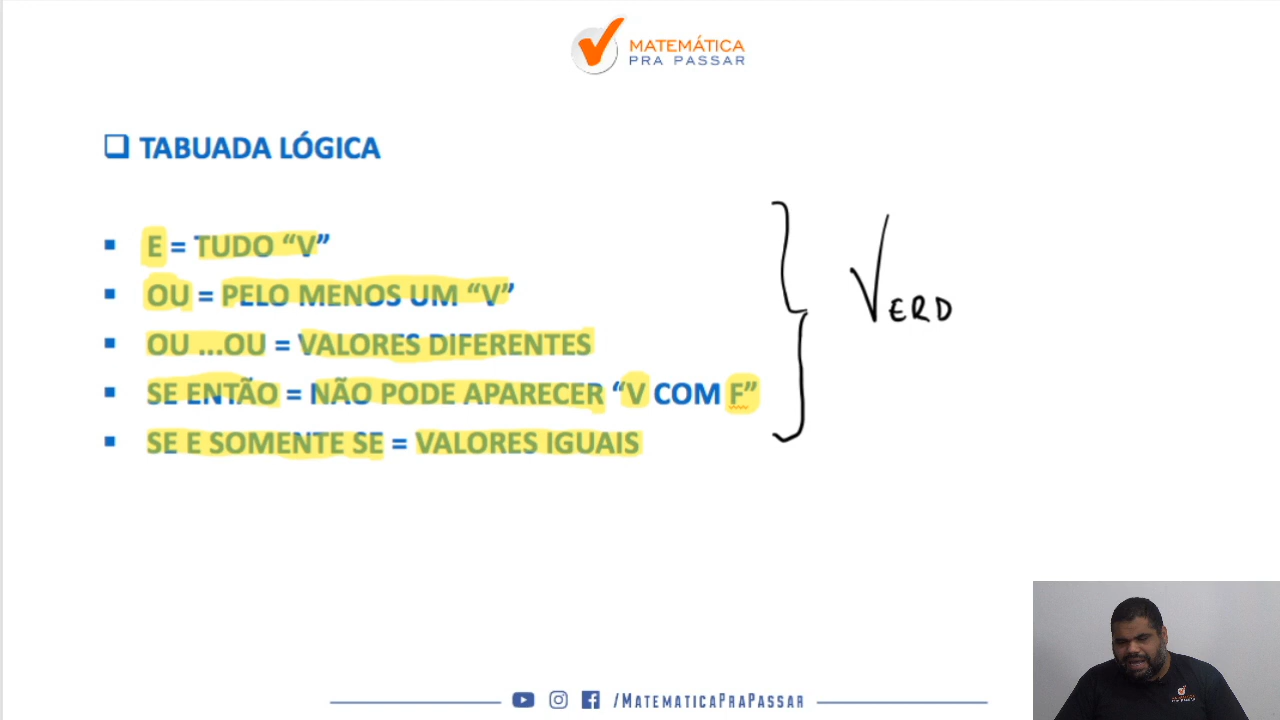 MATEMÁTICA
PRA PASSAR
TABUADA LÓGICA
E = TUDO “V”
OU = PELO MENOS UM “V”
OU ...OU = VALORES DIFERENTES
SE ENTÃO = NÃO PODE APARECER “V COM F”
SE E SOMENTE SE = VALORES IGUAIS
VERD
/MATEMATICAPRAPASSAR